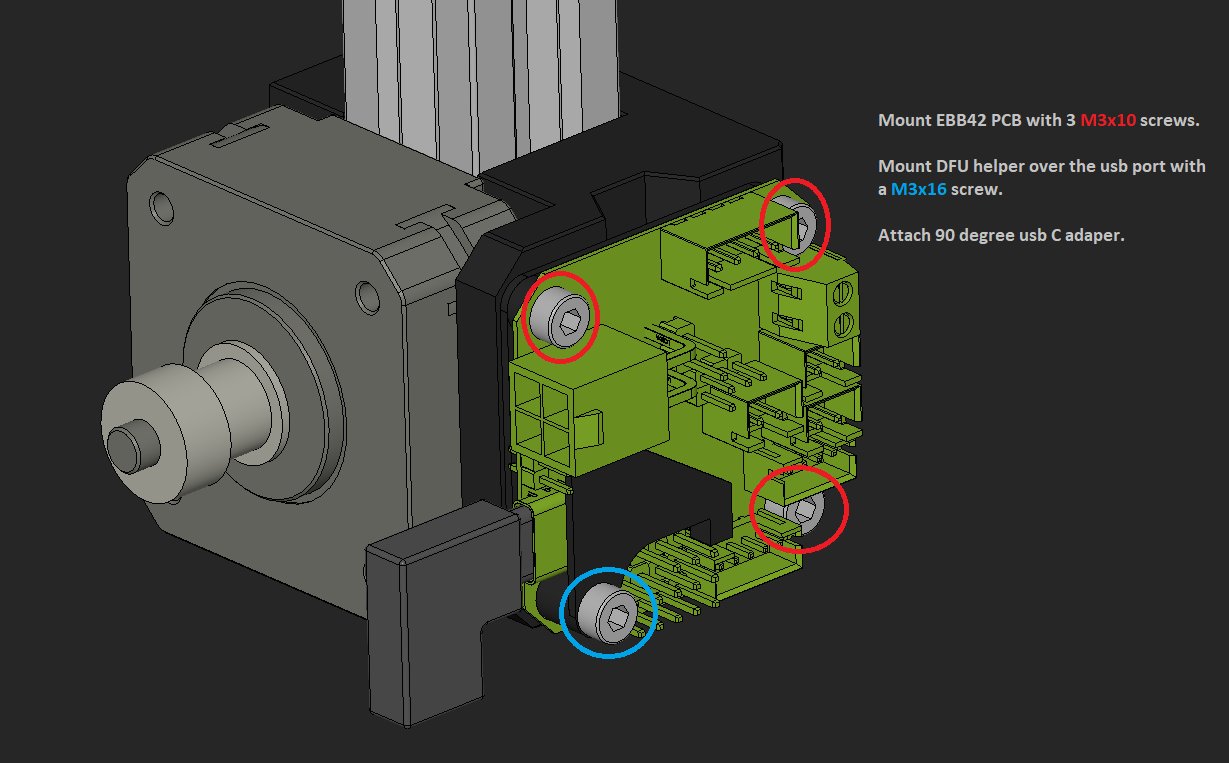 Mount EBB42 PCB with 3 M3x10 screws.
Mount DFU helper over the usb port with
a M3x16 screw.
Attach 90 degree usb C adaper.